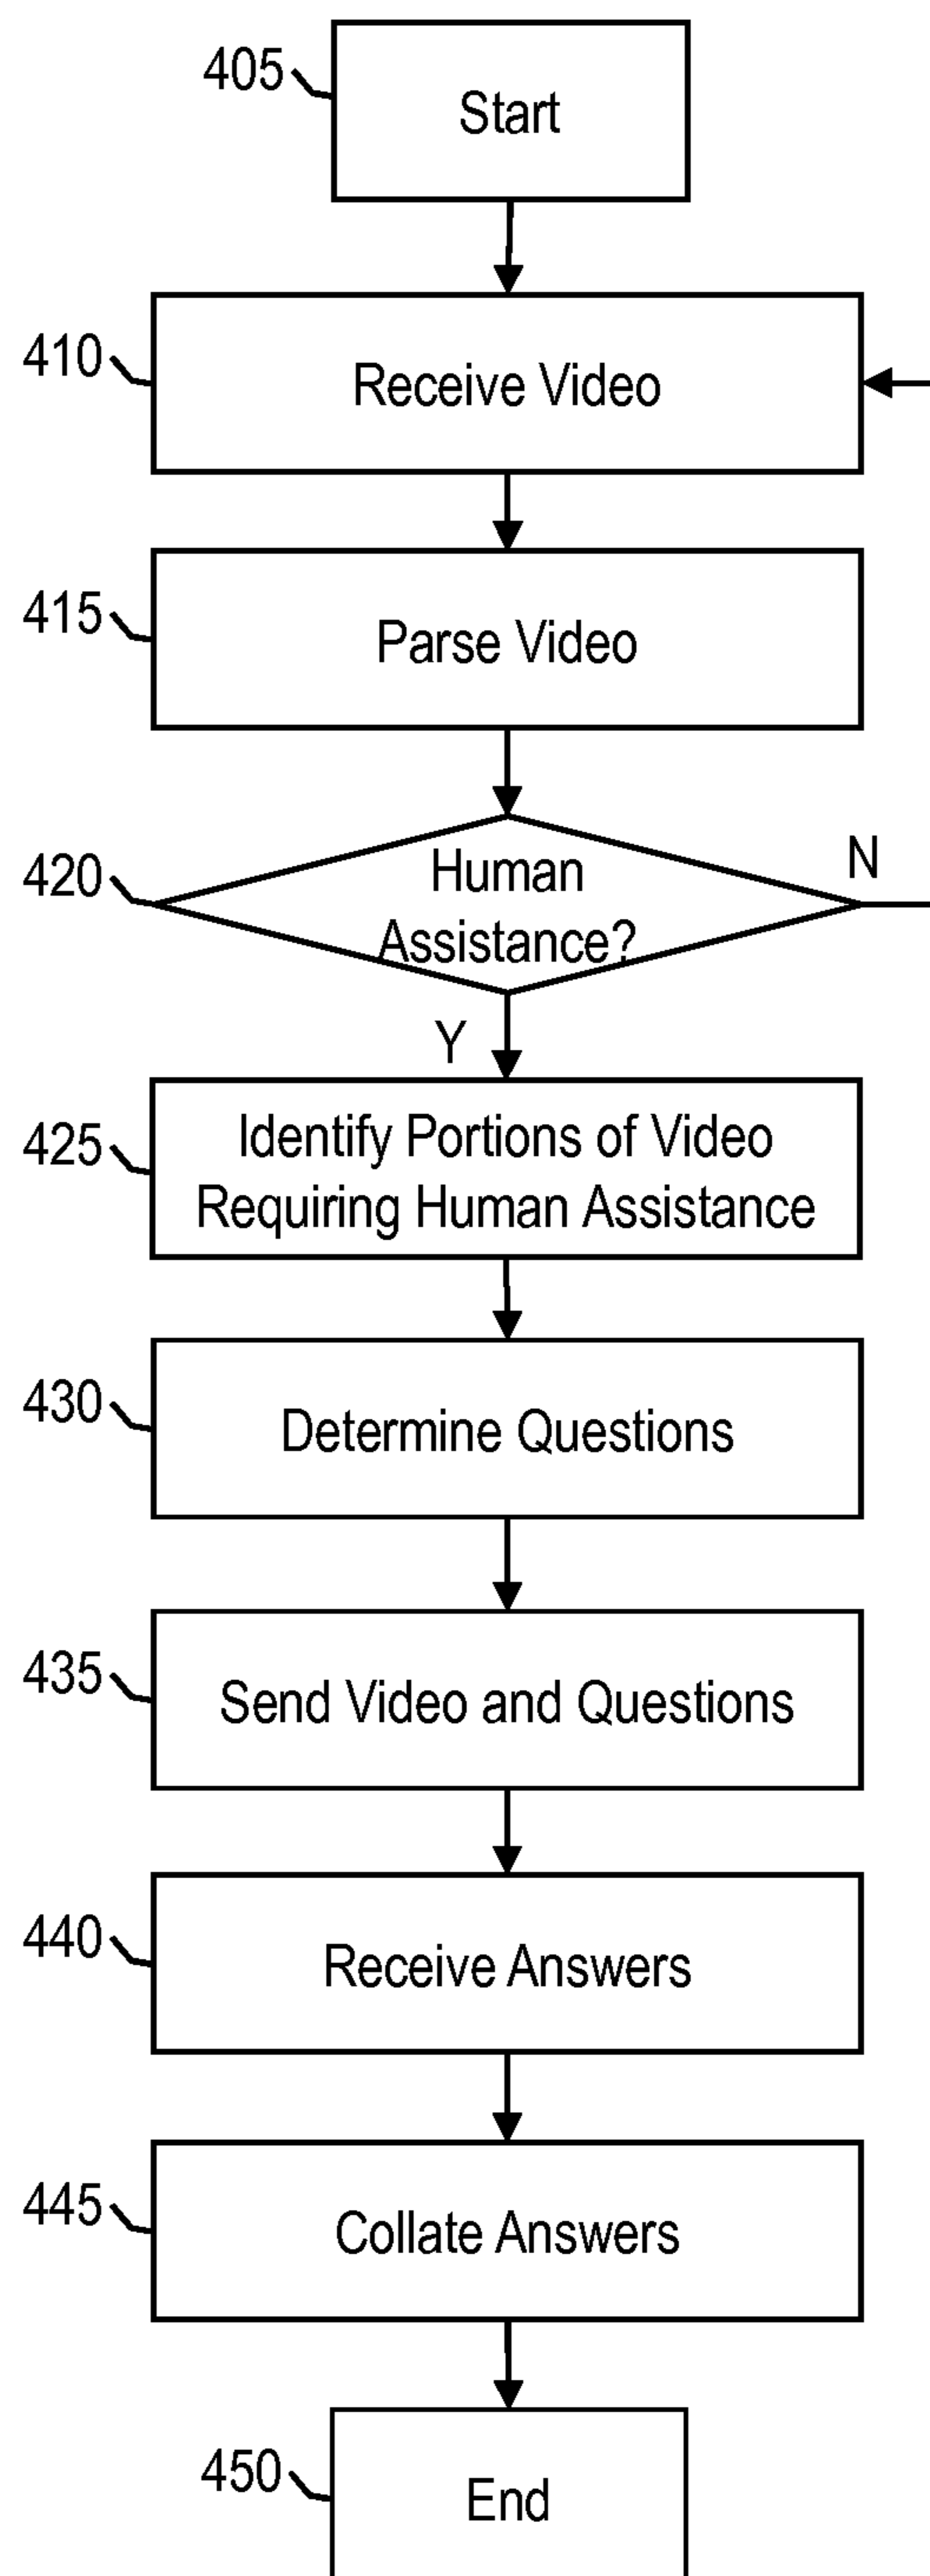 405
Start
410
Receive Video
415
Parse Video
420
Human
Assistance?
N
Y
425
Identify Portions of Video
Requiring Human Assistance
430
Determine Questions
435
Send Video and Questions
440
Receive Answers
445
Collate Answers
450
End